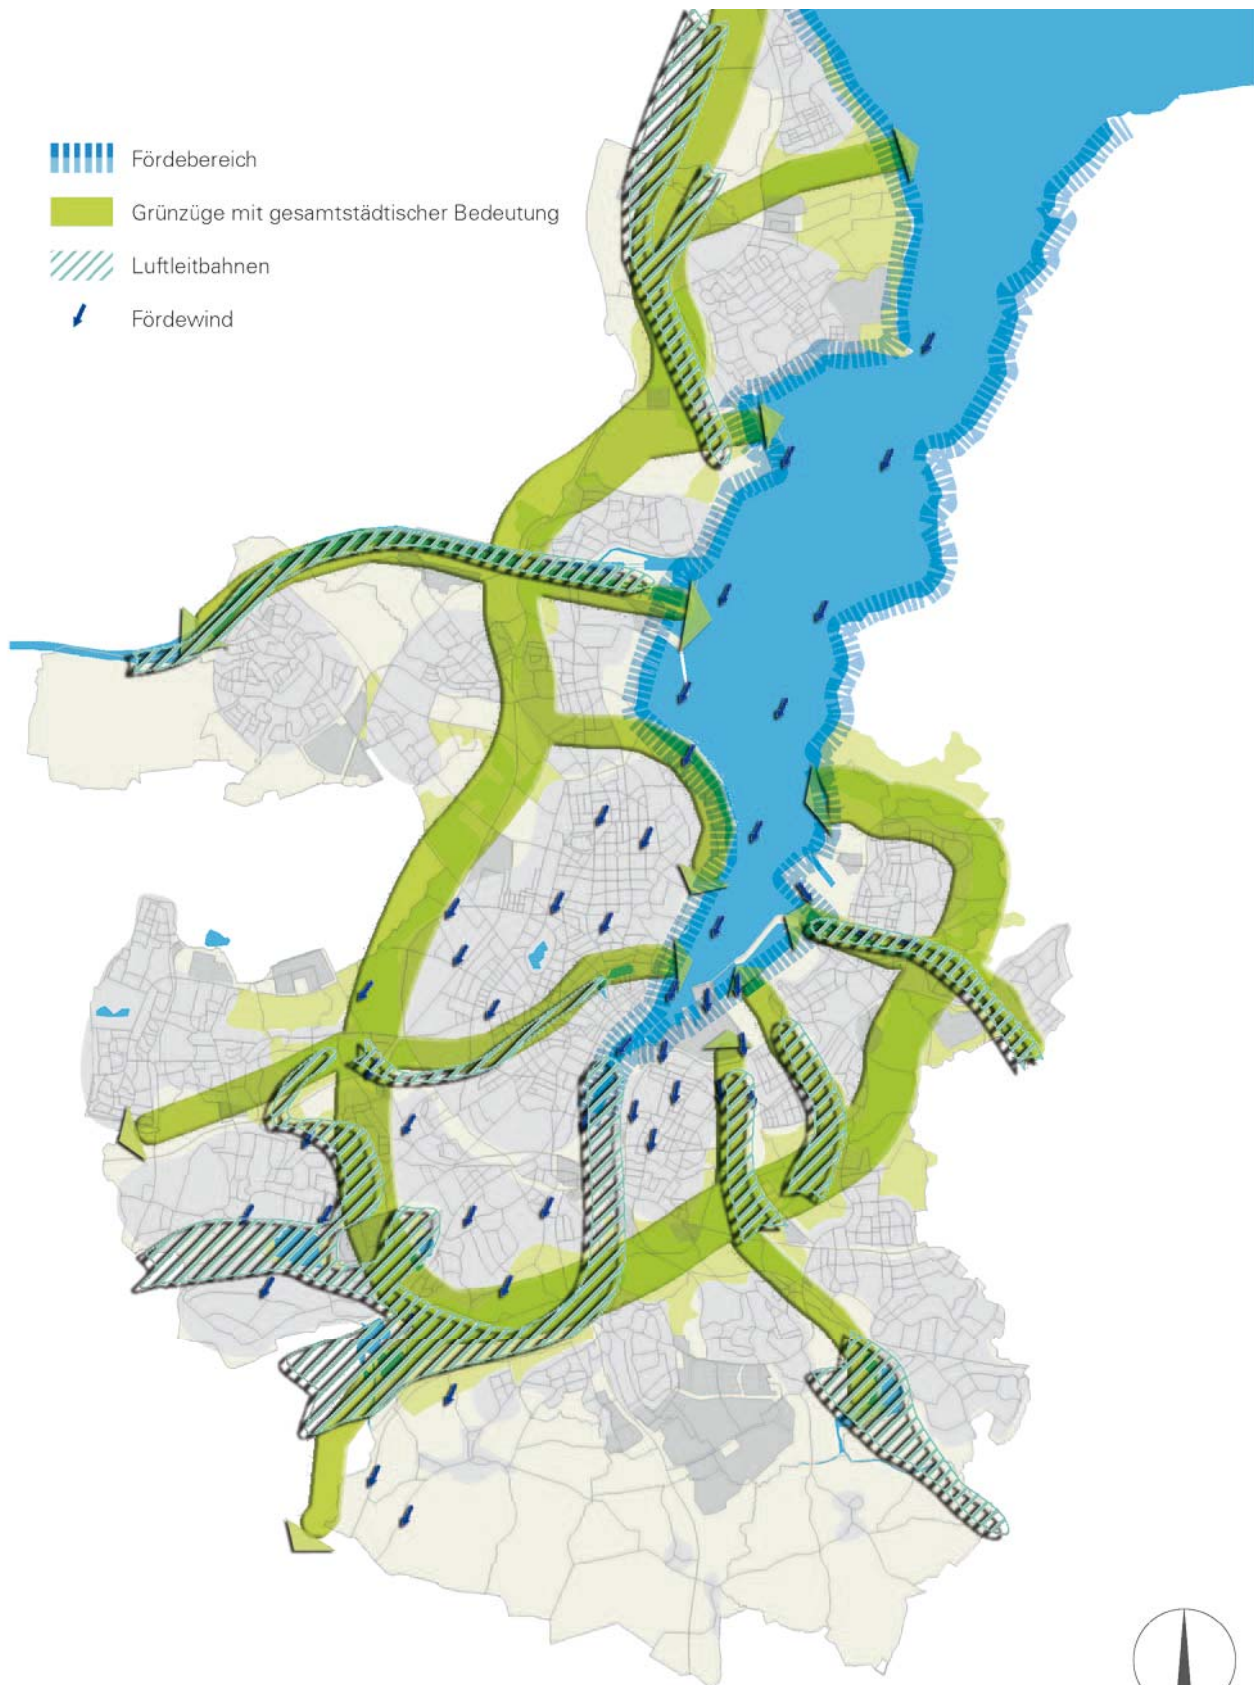 Fördebereich
Grünzüge mit gesamtstädtischer Bedeutung
Luftleitbahnen
Fördewind